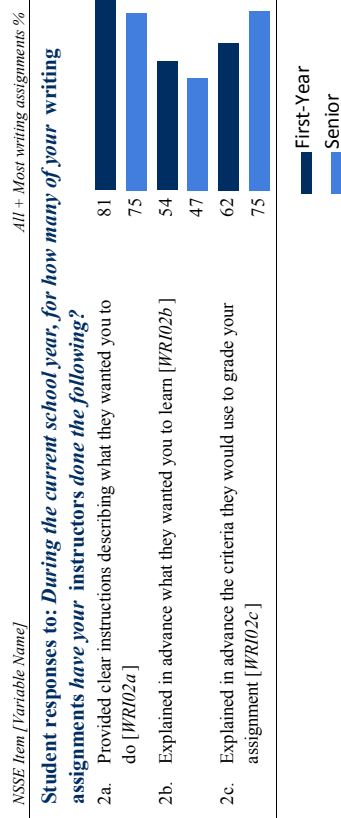 NSSE Item [Variable Name] All + Most writing assignments %
Student responses to: During the current school year, for how many of your writing
assignments have your instructors done the following?
2a. Provided clear instructions describing what they wanted you to
do [WRI02a] 
81
75
2b. Explained in advance what they wanted you to learn [WRI02b] 54
47
2c. Explained in advance the criteria they would use to grade your
assignment [WRI02c] 
62
75
First-Year
Senior